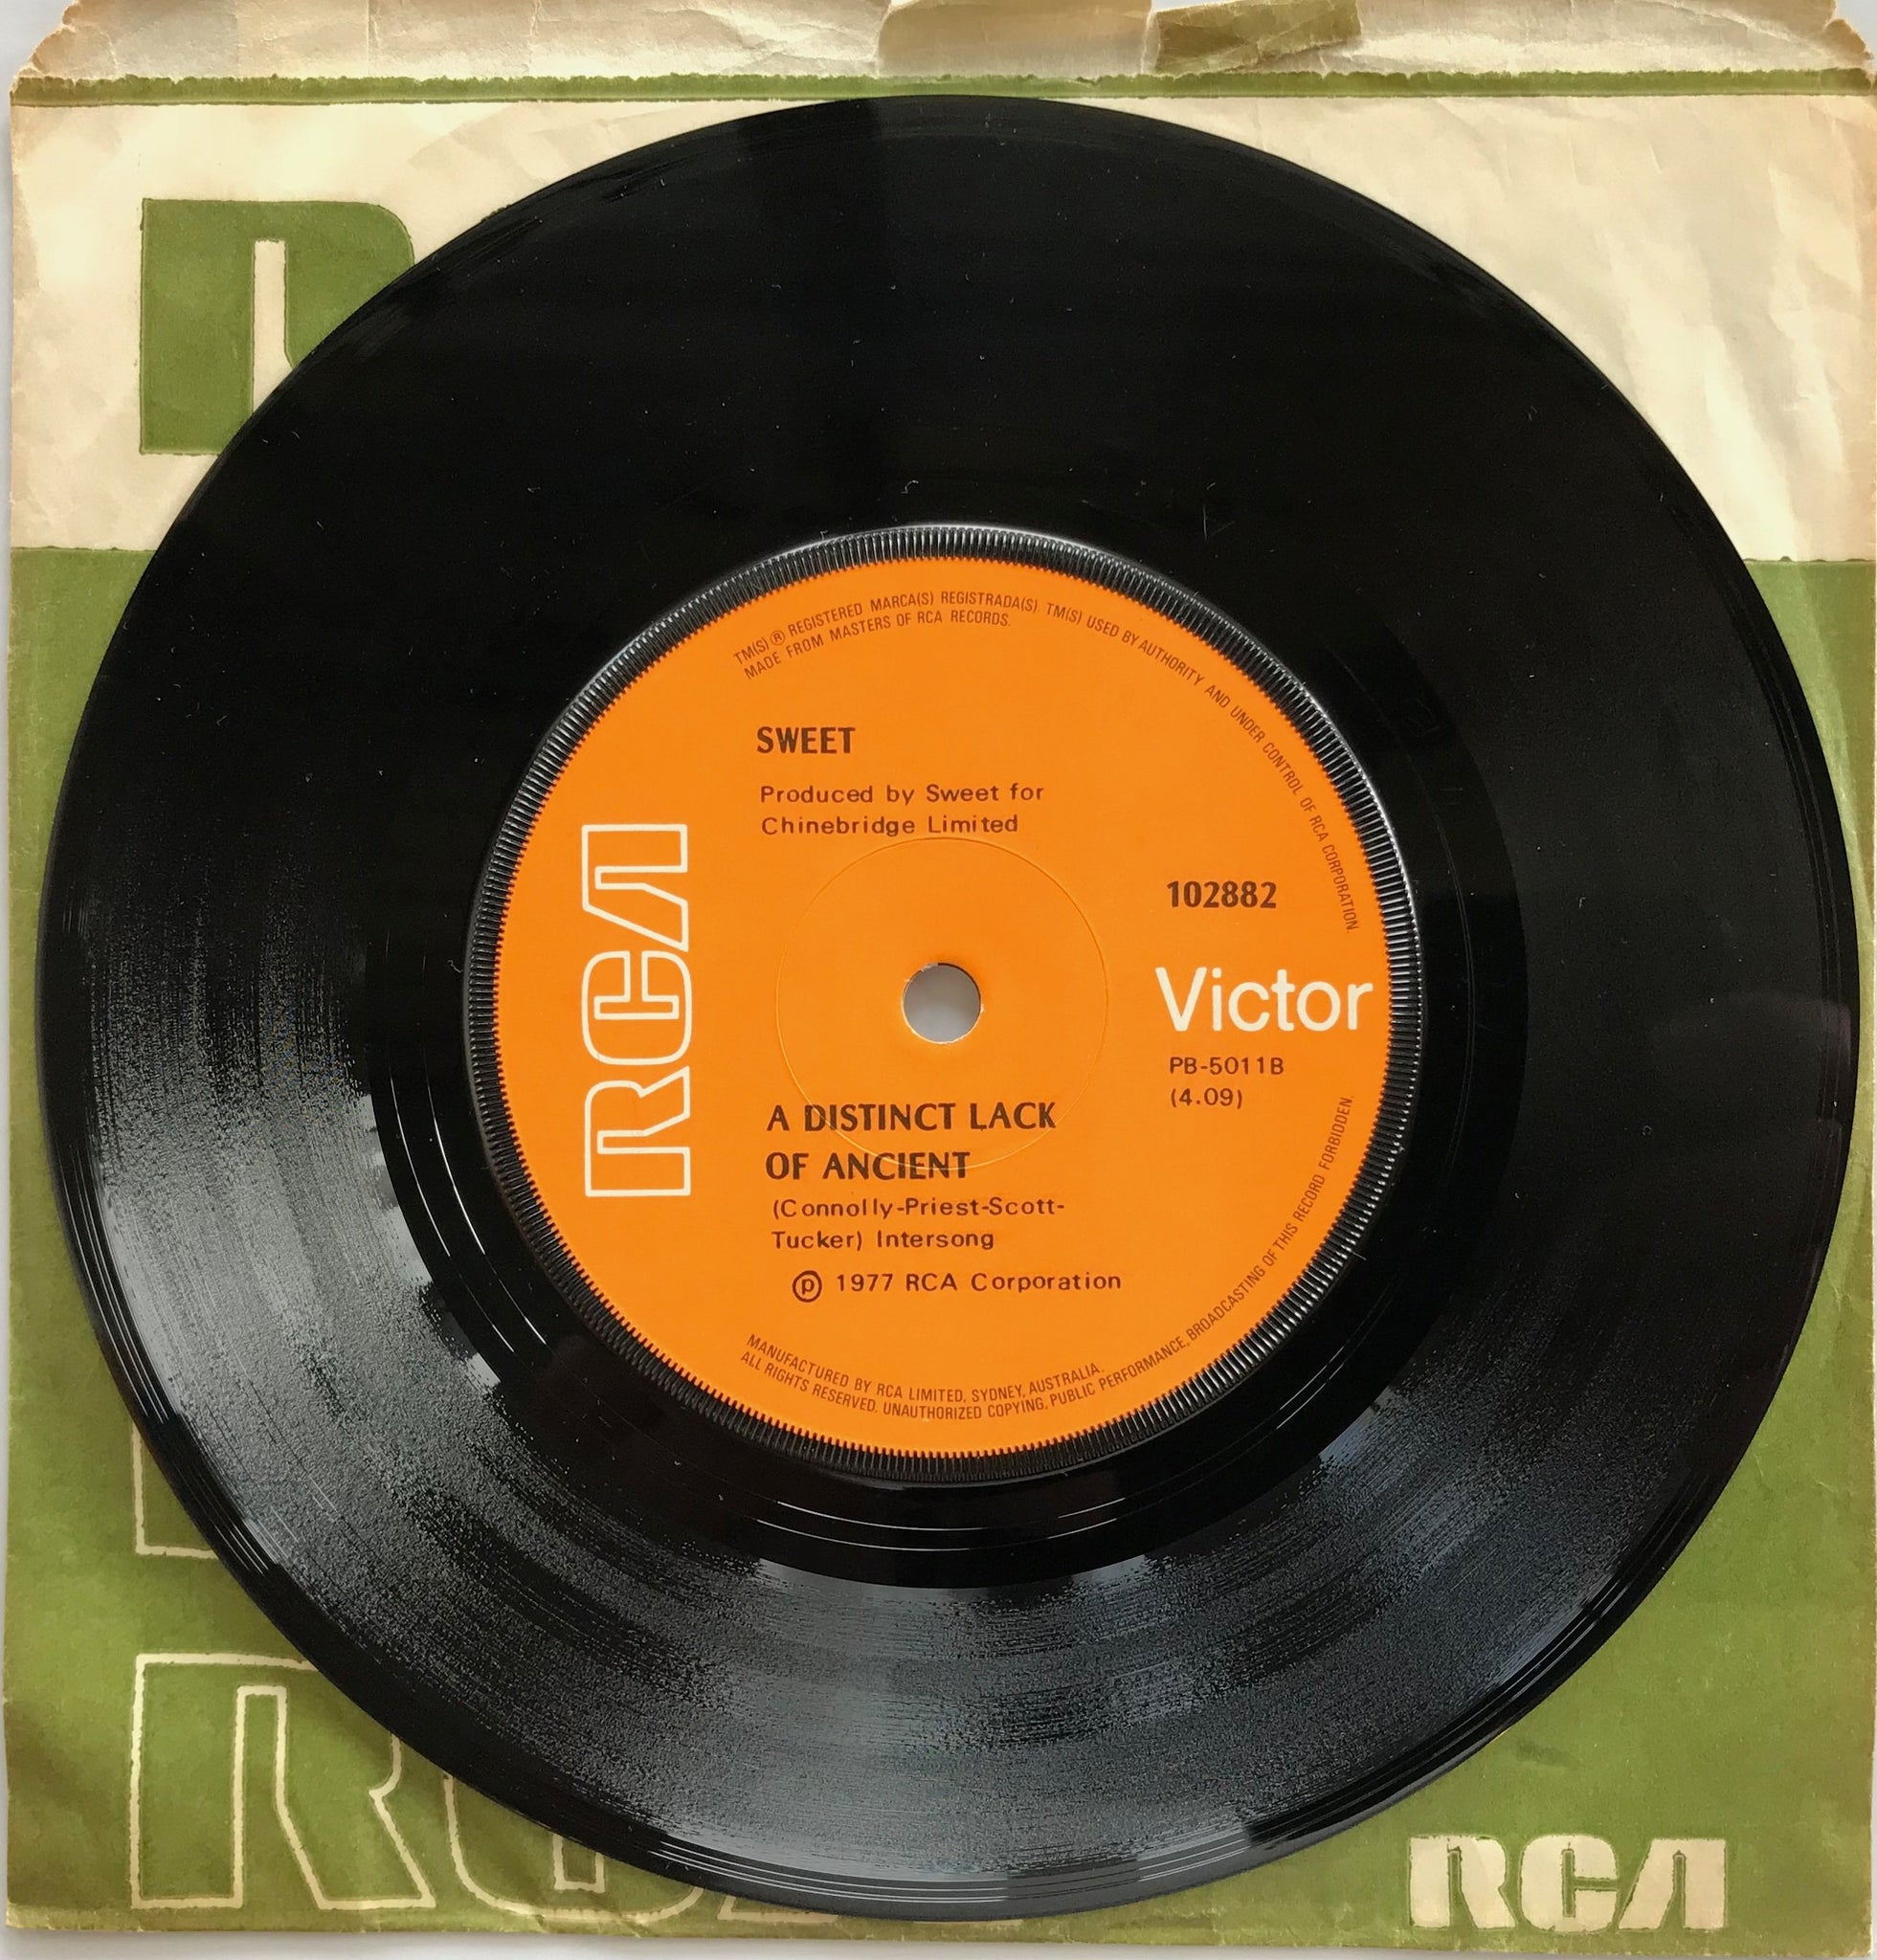 TM(S) ® REGISTERED MARCA(S) REGISTRADA(S). TM(S) USED BY AUTHORITY AND UNDER CONTROL OF RCA CORPORATION.
MADE FROM MASTERS OF RCA RECORDS.
SWEET
Produced by Sweet for
Chinebridge Limited
RCA
102882
Victor
PB-5011B
(4.09)
A DISTINCT LACK
OF ANCIENT
(Connolly-Priest-Scott-
Tucker) Intersong
℗ 1977 RCA Corporation
MANUFACTURED BY RCA LIMITED, SYDNEY, AUSTRALIA.
ALL RIGHTS RESERVED. UNAUTHORIZED COPYING, PUBLIC PERFORMANCE, BROADCASTING OF THIS RECORD FORBIDDEN.
RCA